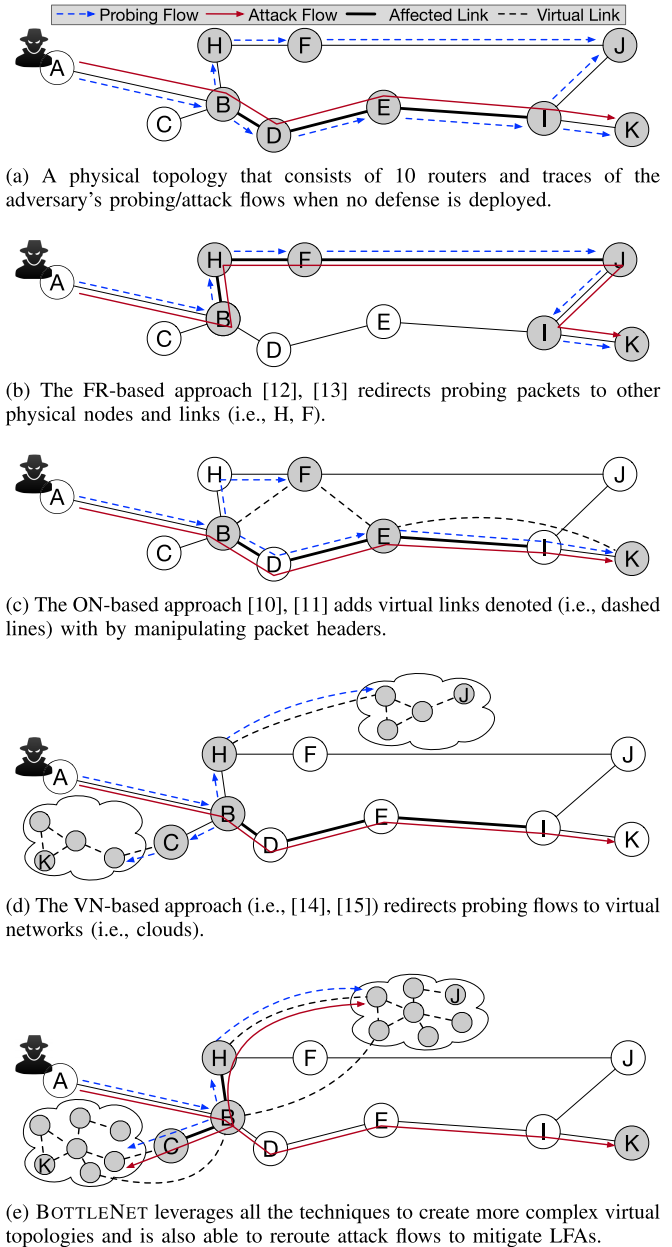 Probing Flow Attack Flow Affected Link Virtual Link
H F J
A
B
C
D
E
I
K
(a) A physical topology that consists of 10 routers and traces of the
adversary's probing/attack flows when no defense is deployed.
H F J
A
B
C
D
E
I
K
(b) The FR-based approach [12], [13] redirects probing packets to other
physical nodes and links (i.e., H, F).
H F J
A
B
C
D
E
I
K
(c) The ON-based approach [10], [11] adds virtual links denoted (i.e., dashed
lines) with by manipulating packet headers.
J
H F J
A
B
C
D
E
I
K
K
(d) The VN-based approach (i.e., [14], [15]) redirects probing flows to virtual
networks (i.e., clouds).
J
H F J
A
B
C
D
E
I
K
K
(e) BOTTLENET leverages all the techniques to create more complex virtual
topologies and is also able to reroute attack flows to mitigate LFAs.